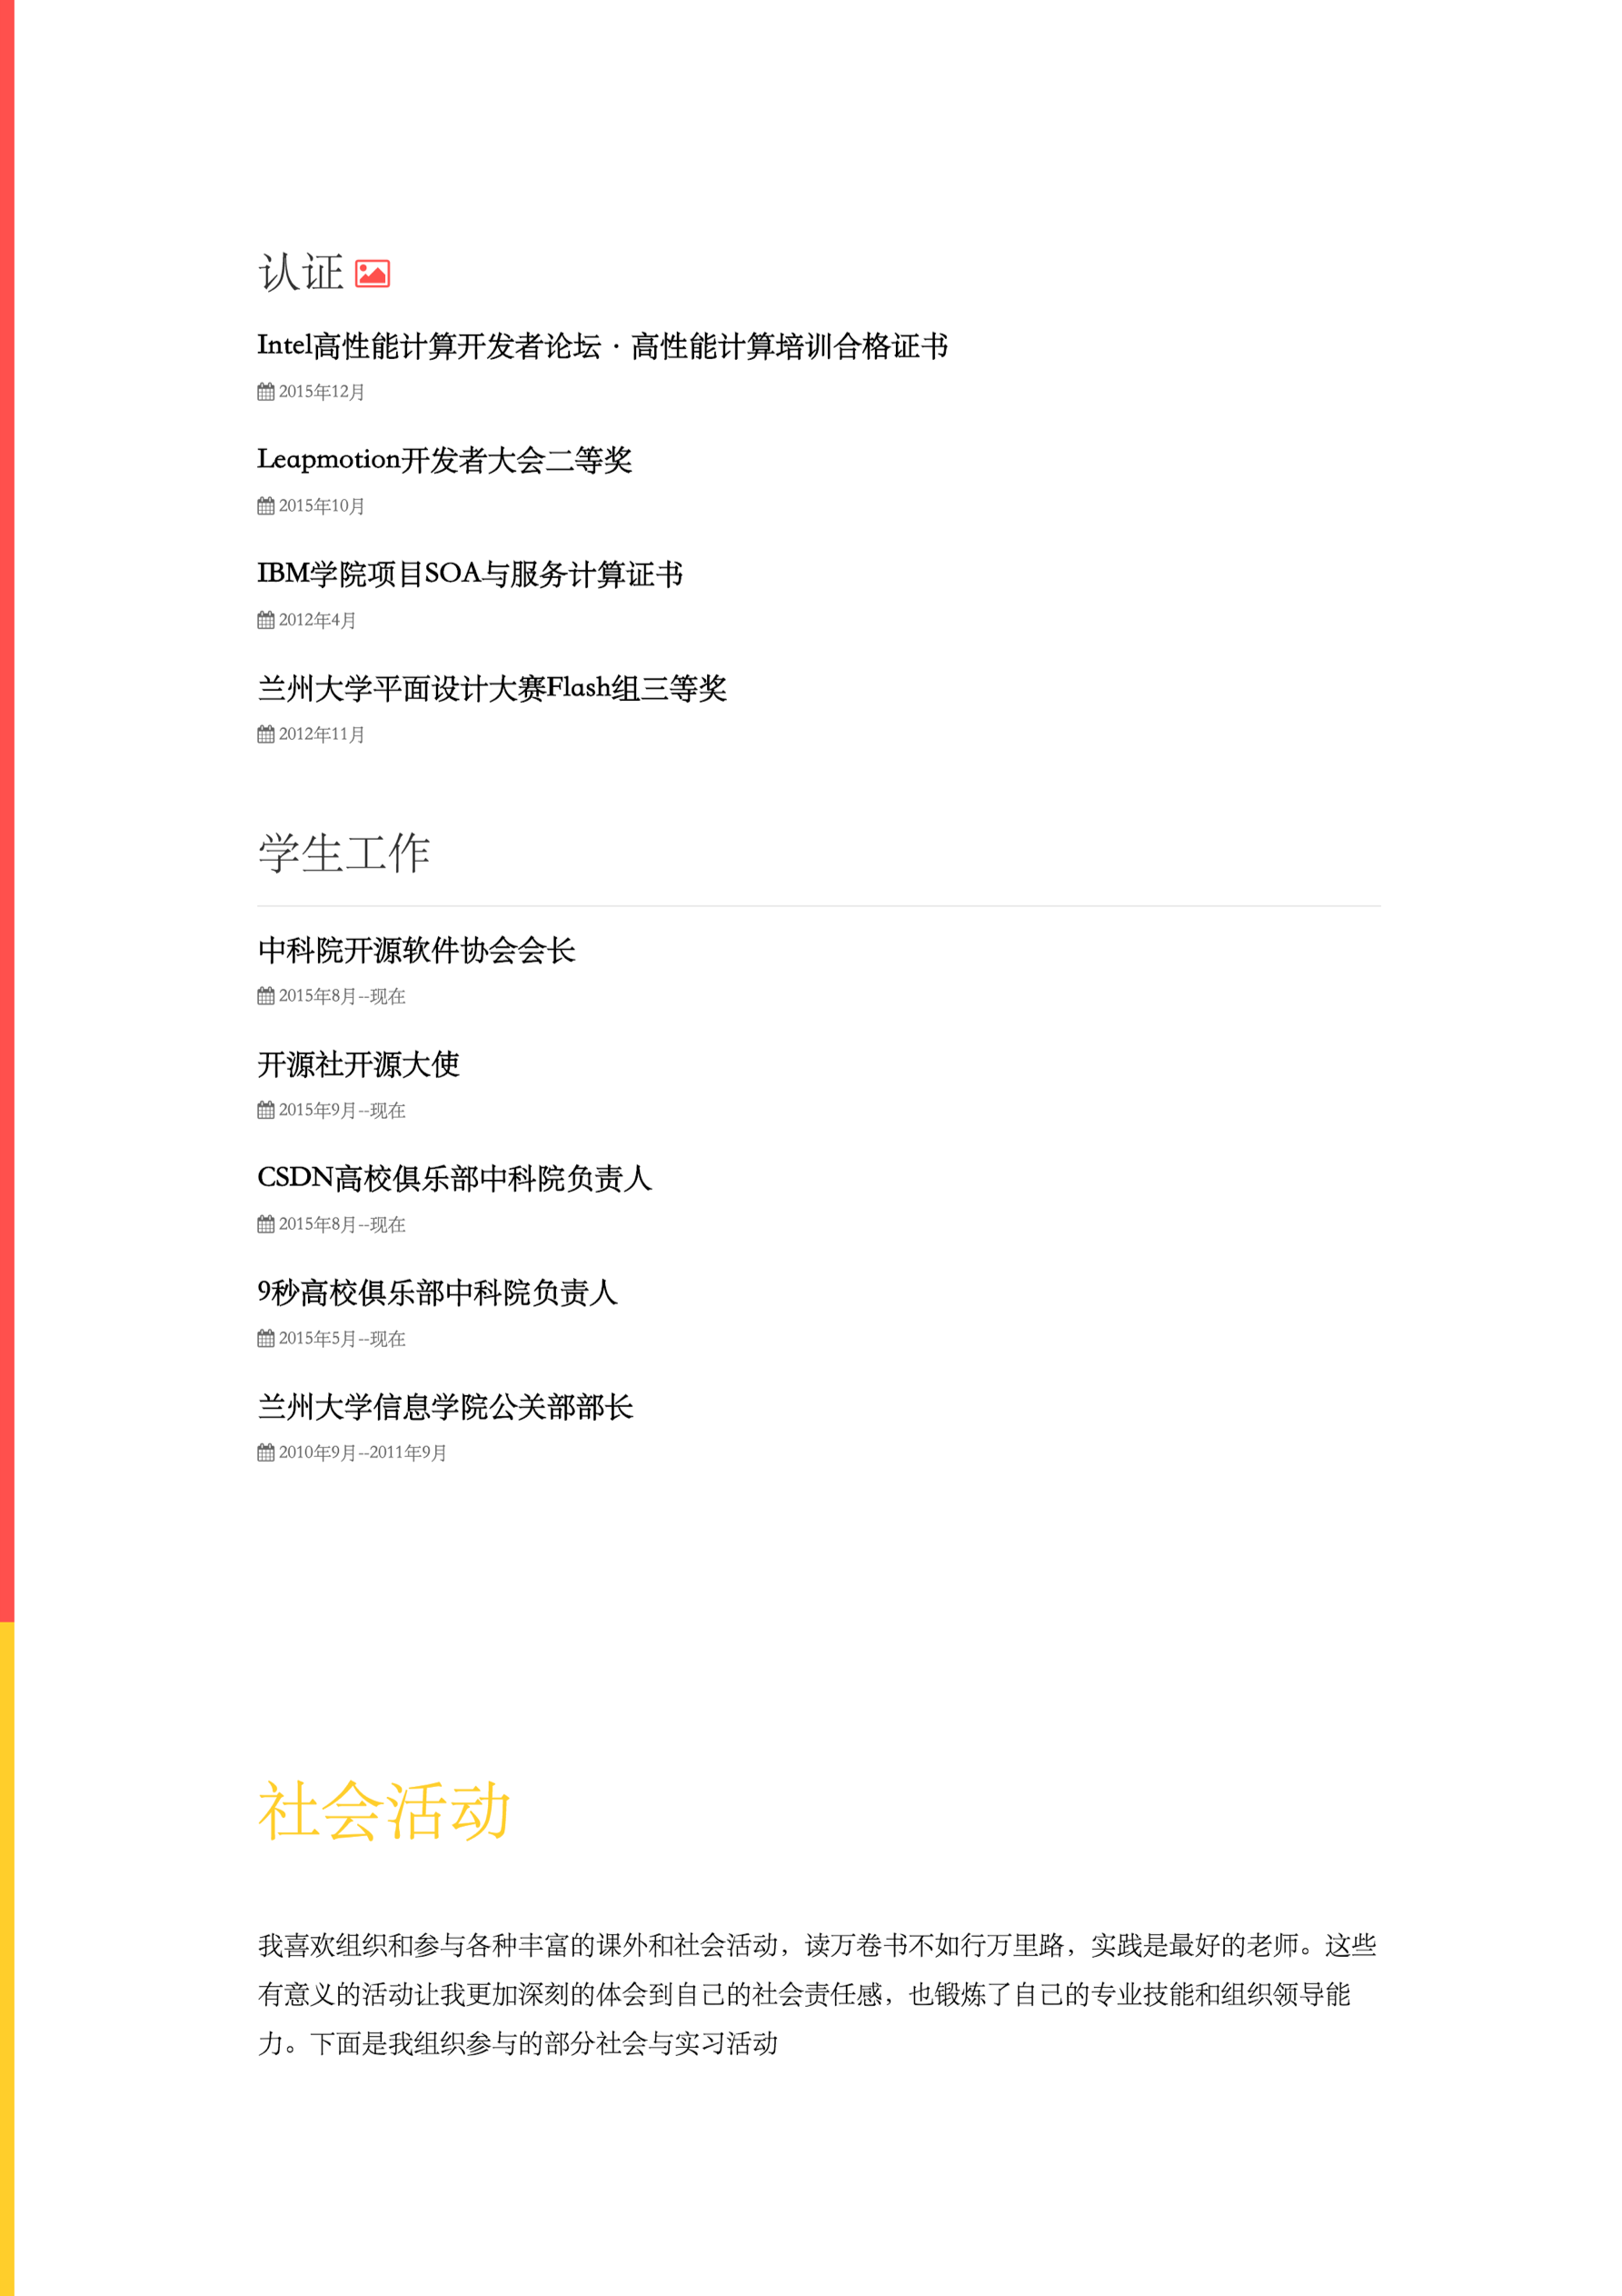 认证
Intel高性能计算开发者论坛 · 高性能计算培训合格证书
2015年12月
Leapmotion开发者大会二等奖
2015年10月
IBM学院项目SOA与服务计算证书
2012年4月
兰州大学平面设计大赛Flash组三等奖
2012年11月
学生工作
中科院开源软件协会会长
2015年8月--现在
开源社开源大使
2015年9月--现在
CSDN高校俱乐部中科院负责人
2015年8月--现在
9秒高校俱乐部中科院负责人
2015年5月--现在
兰州大学信息学院公关部部长
2010年9月--2011年9月
社会活动
我喜欢组织和参与各种丰富的课外和社会活动，读万卷书不如行万里路，实践是最好的老师。这些
有意义的活动让我更加深刻的体会到自己的社会责任感，也锻炼了自己的专业技能和组织领导能
力。下面是我组织参与的部分社会与实习活动